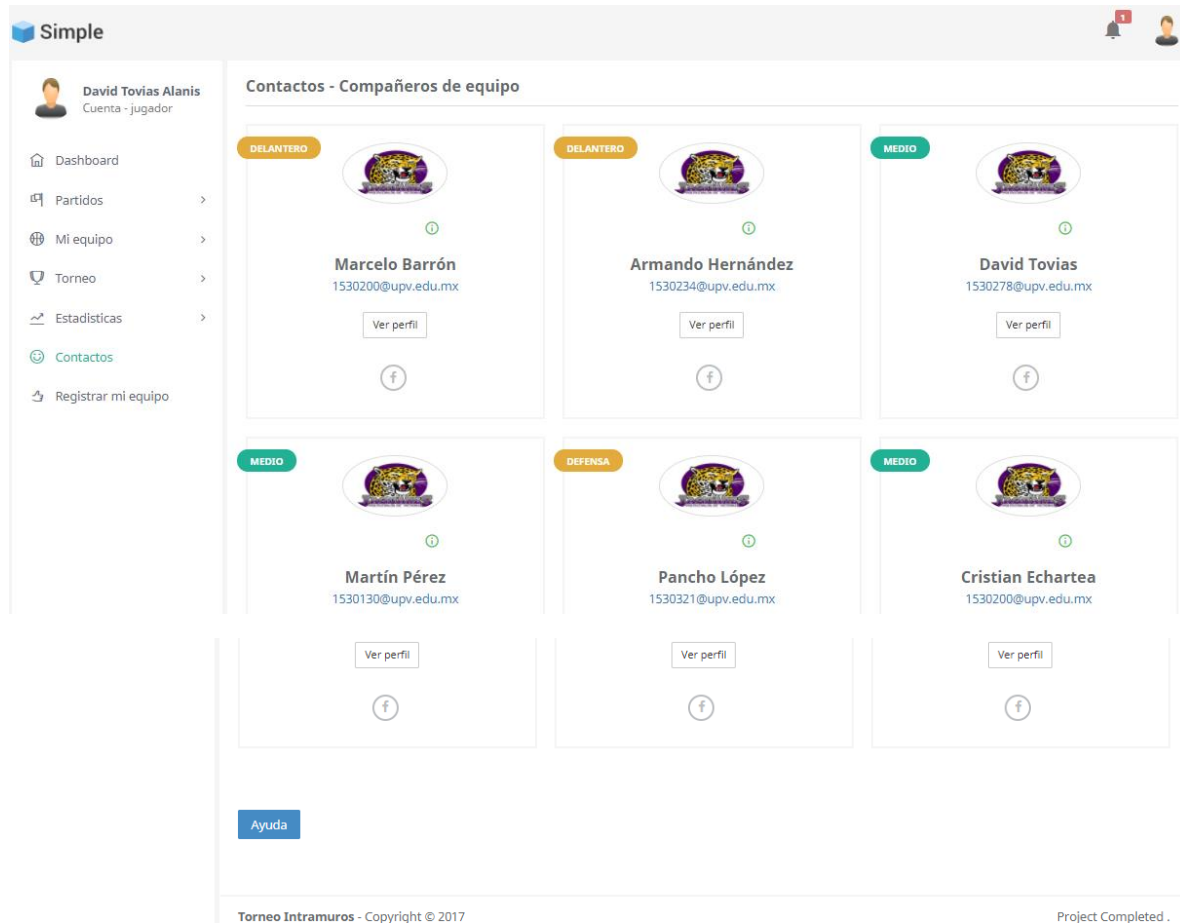 Simple
1
David Tovias Alanis
Cuenta - jugador
Dashboard
Partidos
Mi equipo
Torneo
Estadisticas
Contactos
Registrar mi equipo
Contactos - Compañeros de equipo
DELANTERO
Marcelo Barrón
1530200@upv.edu.mx
Ver perfil
DELANTERO
Armando Hernández
1530234@upv.edu.mx
Ver perfil
MEDIO
David Tovias
1530278@upv.edu.mx
Ver perfil
MEDIO
Martín Pérez
1530130@upv.edu.mx
Ver perfil
DEFENSA
Pancho López
1530321@upv.edu.mx
Ver perfil
MEDIO
Cristian Echartea
1530200@upv.edu.mx
Ver perfil
Ayuda
Torneo Intramuros - Copyright © 2017
Project Completed .